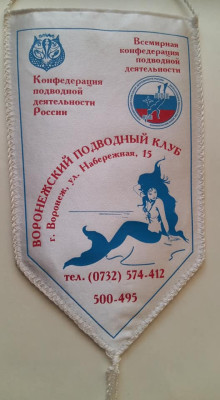 Конфедерация
подводной
деятельности
России
Всемирная
конфедерация
подводной
деятельности
ВОРОНЕЖСКИЙ ПОДВОДНЫЙ КЛУБ
г. Воронеж, ул. Набережная, 15
тел. (0732) 574-412
500-495